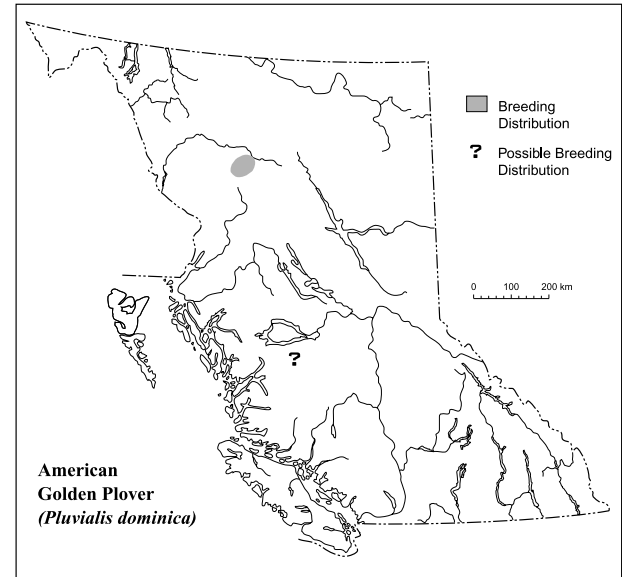 Breeding
Distribution
? Possible Breeding
Distribution
0 100 200 km
?
American
Golden Plover
(Pluvialis dominica)